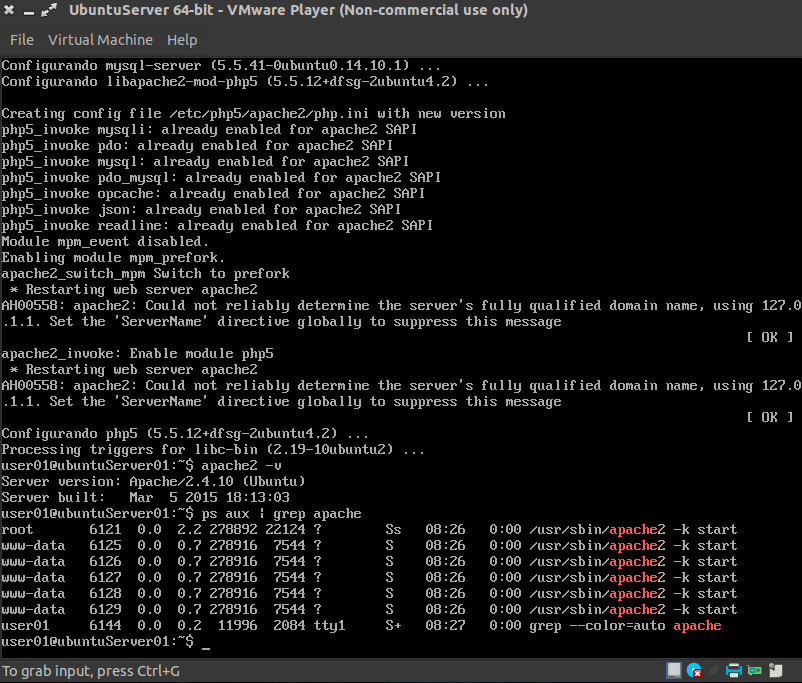 UbuntuServer 64-bit - VMware Player (Non-commercial use only)
File Virtual Machine Help
Configurando mysql-server (5.5.41-0ubuntu0.14.10.1) ...
Configurando libapache2-mod-php5 (5.5.12+dfsg-2ubuntu4.2) ...
Creating config file /etc/php5/apache2/php.ini with new version
php5_invoke mysqli: already enabled for apache2 SAPI
php5_invoke pdo: already enabled for apache2 SAPI
php5_invoke mysql: already enabled for apache2 SAPI
php5_invoke pdo_mysql: already enabled for apache2 SAPI
php5_invoke opcache: already enabled for apache2 SAPI
php5_invoke json: already enabled for apache2 SAPI
php5_invoke readline: already enabled for apache2 SAPI
Module mpm_event disabled.
Enabling module mpm_prefork.
apache2_switch_mpm Switch to prefork
* Restarting web server apache2
AH00558: apache2: Could not reliably determine the server's fully qualified domain name, using 127.0
.1.1. Set the 'ServerName' directive globally to suppress this message
[ OK ]
apache2_invoke: Enable module php5
* Restarting web server apache2
AH00558: apache2: Could not reliably determine the server's fully qualified domain name, using 127.0
.1.1. Set the 'ServerName' directive globally to suppress this message
[ OK ]
Configurando php5 (5.5.12+dfsg-2ubuntu4.2) ...
Processing triggers for libc-bin (2.19-10ubuntu2) ...
user01@ubuntuServer01:~$ apache2 -v
Server version: Apache/2.4.10 (Ubuntu)
Server built:   Mar  5 2015 18:13:03
user01@ubuntuServer01:~$ ps aux | grep apache
root      6121  0.0  2.2 278892 22124 ?        Ss   08:26   0:00 /usr/sbin/apache2 -k start
www-data  6125  0.0  0.7 278916  7544 ?        S    08:26   0:00 /usr/sbin/apache2 -k start
www-data  6126  0.0  0.7 278916  7544 ?        S    08:26   0:00 /usr/sbin/apache2 -k start
www-data  6127  0.0  0.7 278916  7544 ?        S    08:26   0:00 /usr/sbin/apache2 -k start
www-data  6128  0.0  0.7 278916  7544 ?        S    08:26   0:00 /usr/sbin/apache2 -k start
www-data  6129  0.0  0.7 278916  7544 ?        S    08:26   0:00 /usr/sbin/apache2 -k start
user01    6144  0.0  0.2  11996  2084 tty1     S+   08:27   0:00 grep --color=auto apache
user01@ubuntuServer01:~$ _
To grab input, press Ctrl+G